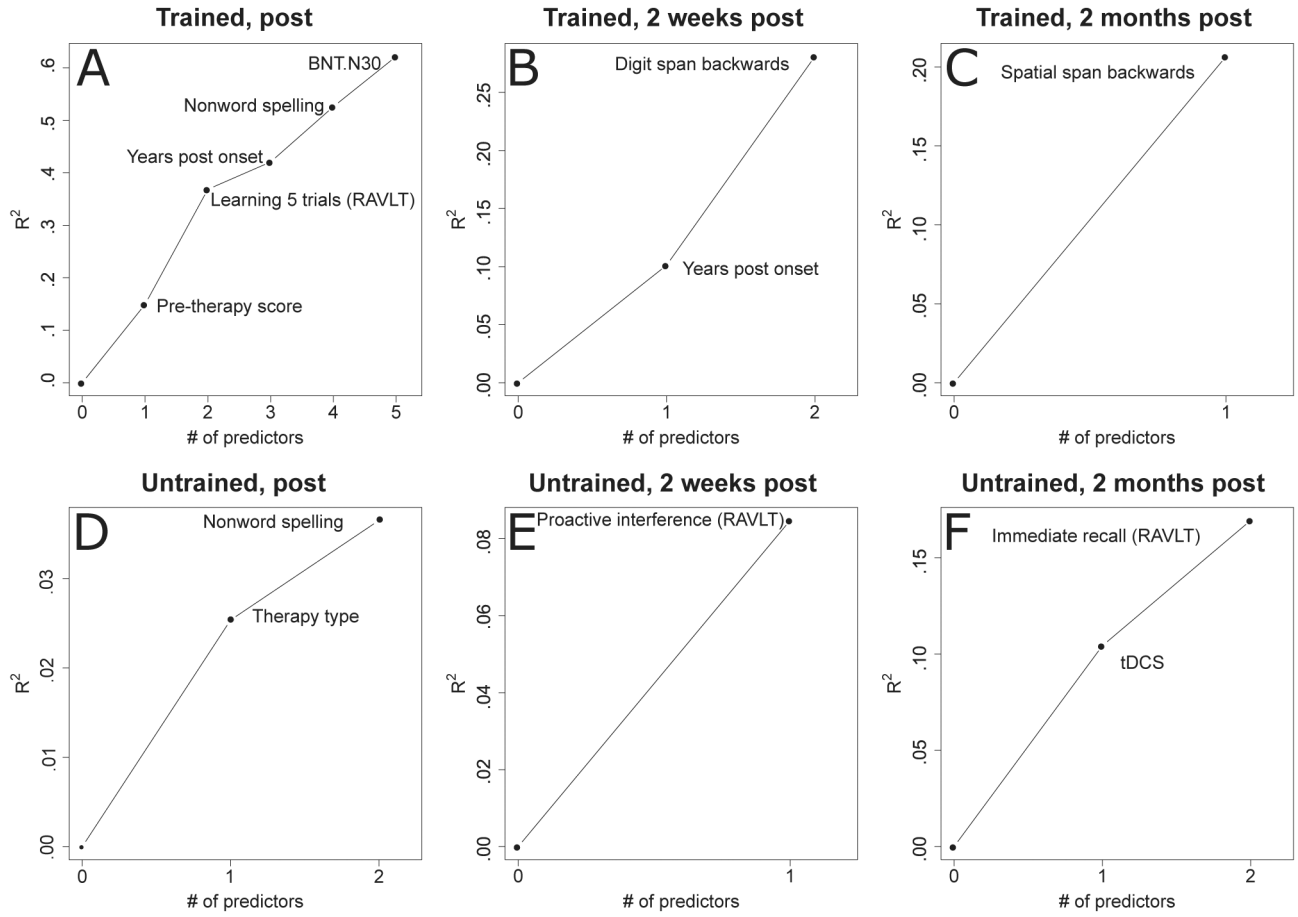 Trained, post
A
BNT.N30
Nonword spelling
Years post onset
Learning 5 trials (RAVLT)
Pre-therapy score
R2
.0
.1
.2
.3
.4
.5
.6
0 1 2 3 4 5
# of predictors
Trained, 2 weeks post
B
Digit span backwards
Years post onset
R2
.00
.05
.10
.15
.20
.25
0 1 2
# of predictors
Trained, 2 months post
C
Spatial span backwards
R2
.00
.05
.10
.15
.20
0 1
# of predictors
Untrained, post
D
Nonword spelling
Therapy type
R2
.00
.01
.02
.03
0 1 2
# of predictors
Untrained, 2 weeks post
E
Proactive interference (RAVLT)
R2
.00
.02
.04
.06
.08
0 1
# of predictors
Untrained, 2 months post
F
Immediate recall (RAVLT)
tDCS
R2
.00
.05
.10
.15
0 1 2
# of predictors